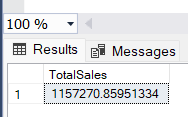 100 %
Results Messages
TotalSales
1 1157270.85951334